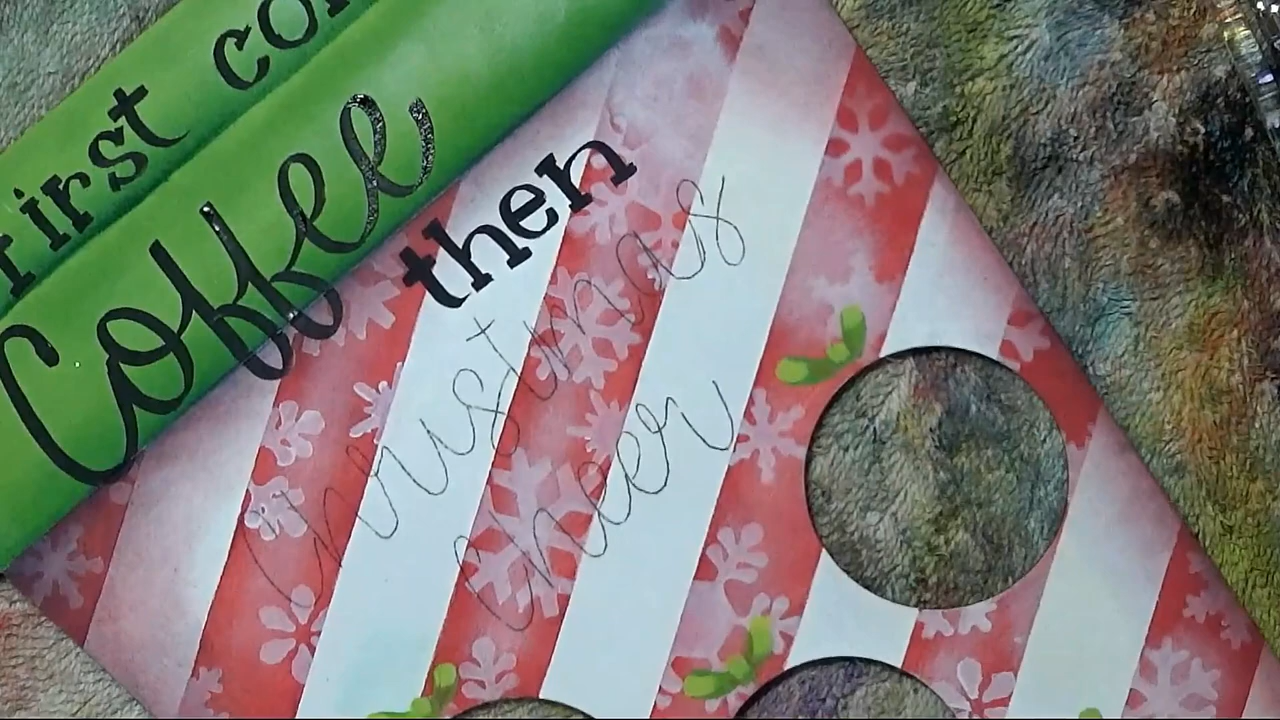 first co
Coffee
then
Christmas
cheer